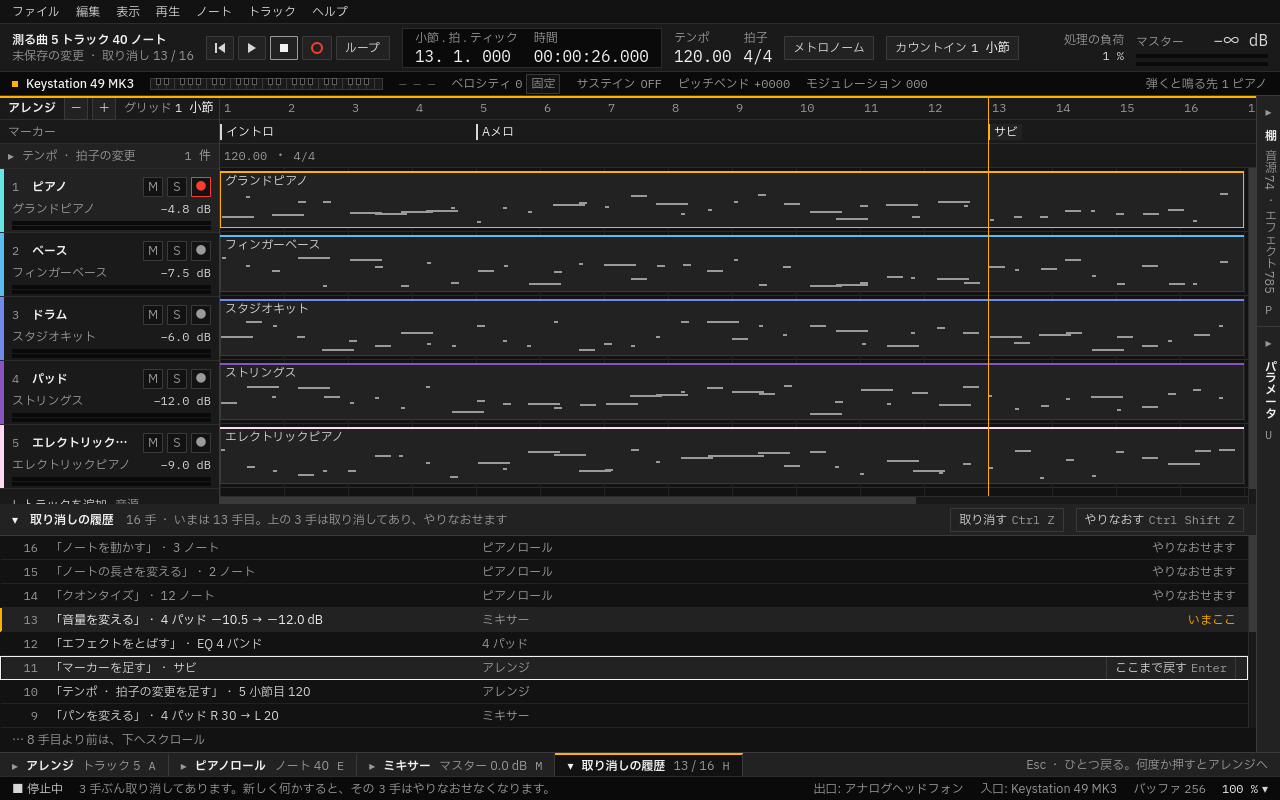 ファイル 編集 表示 再生 ノート トラック ヘルプ
測る曲 5 トラック 40 ノート
未保存の変更 · 取り消し 13 / 16
ループ
小節 . 拍 . ティック 時間
13. 1. 000 00:00:26.000
テンポ 拍子
120.00 4/4
メトロノーム
カウントイン 1 小節
処理の負荷
1 %
マスター −∞ dB
Keystation 49 MK3
— — — ベロシティ 0 固定 サステイン OFF ピッチベンド +0000 モジュレーション 000 弾くと鳴る先 1 ピアノ
アレンジ − + グリッド 1 小節
1 2 3 4 5 6 7 8 9 10 11 12 13 14 15 16
マーカー
イントロ Aメロ サビ
▸ テンポ · 拍子の変更 1 件
120.00 · 4/4
1 ピアノ M S
グランドピアノ −4.8 dB
グランドピアノ
2 ベース M S
フィンガーベース −7.5 dB
フィンガーベース
3 ドラム M S
スタジオキット −6.0 dB
スタジオキット
4 パッド M S
ストリングス −12.0 dB
ストリングス
5 エレクトリック… M S
エレクトリックピアノ −9.0 dB
エレクトリックピアノ
▸ 棚 音源 74 · エフェクト 785 P
▸ パラメータ U
▾ 取り消しの履歴 16 手 · いまは 13 手目。上の 3 手は取り消してあり、やりなおせます
取り消す Ctrl Z やりなおす Ctrl Shift Z
16 「ノートを動かす」 · 3 ノート ピアノロール やりなおせます
15 「ノートの長さを変える」 · 2 ノート ピアノロール やりなおせます
14 「クオンタイズ」 · 12 ノート ピアノロール やりなおせます
13 「音量を変える」 · 4 パッド −10.5 → −12.0 dB ミキサー いまここ
12 「エフェクトをとばす」 · EQ 4 バンド 4 パッド
11 「マーカーを足す」 · サビ アレンジ ここまで戻す Enter
10 「テンポ · 拍子の変更を足す」 · 5 小節目 120 アレンジ
9 「パンを変える」 · 4 パッド R 30 → L 20 ミキサー
… 8 手目より前は、下へスクロール
▸ アレンジ トラック 5 A ▸ ピアノロール ノート 40 E ▸ ミキサー マスター 0.0 dB M ▾ 取り消しの履歴 13 / 16 H Esc · ひとつ戻る。何度か押すとアレンジへ
■ 停止中 3 手ぶん取り消してあります。新しく何かすると、その 3 手はやりなおせなくなります。 出口: アナログヘッドフォン 入口: Keystation 49 MK3 バッファ 256 100 % ▾